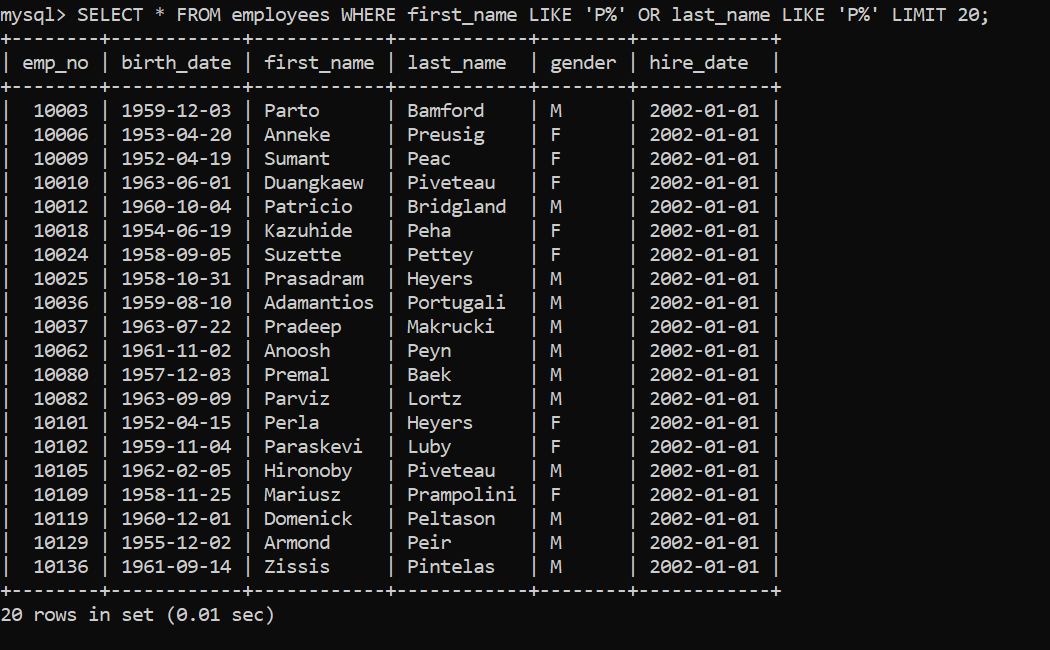 mysql> SELECT * FROM employees WHERE first_name LIKE 'P%' OR last_name LIKE 'P%' LIMIT 20;
+--------+------------+------------+------------+--------+------------+
| emp_no | birth_date | first_name | last_name  | gender | hire_date  |
+--------+------------+------------+------------+--------+------------+
|  10003 | 1959-12-03 | Parto      | Bamford    | M      | 2002-01-01 |
|  10006 | 1953-04-20 | Anneke     | Preusig    | F      | 2002-01-01 |
|  10009 | 1952-04-19 | Sumant     | Peac       | F      | 2002-01-01 |
|  10010 | 1963-06-01 | Duangkaew  | Piveteau   | F      | 2002-01-01 |
|  10012 | 1960-10-04 | Patricio   | Bridgland  | M      | 2002-01-01 |
|  10018 | 1954-06-19 | Kazuhide   | Peha       | F      | 2002-01-01 |
|  10024 | 1958-09-05 | Suzette    | Pettey     | F      | 2002-01-01 |
|  10025 | 1958-10-31 | Prasadram  | Heyers     | M      | 2002-01-01 |
|  10036 | 1959-08-10 | Adamantios | Portugali  | M      | 2002-01-01 |
|  10037 | 1963-07-22 | Pradeep    | Makrucki   | M      | 2002-01-01 |
|  10062 | 1961-11-02 | Anoosh     | Peyn       | M      | 2002-01-01 |
|  10080 | 1957-12-03 | Premal     | Baek       | M      | 2002-01-01 |
|  10082 | 1963-09-09 | Parviz     | Lortz      | M      | 2002-01-01 |
|  10101 | 1952-04-15 | Perla      | Heyers     | F      | 2002-01-01 |
|  10102 | 1959-11-04 | Paraskevi  | Luby       | F      | 2002-01-01 |
|  10105 | 1962-02-05 | Hironoby   | Piveteau   | M      | 2002-01-01 |
|  10109 | 1958-11-25 | Mariusz    | Prampolini | F      | 2002-01-01 |
|  10119 | 1960-12-01 | Domenick   | Peltason   | M      | 2002-01-01 |
|  10129 | 1955-12-02 | Armond     | Peir       | M      | 2002-01-01 |
|  10136 | 1961-09-14 | Zissis     | Pintelas   | M      | 2002-01-01 |
+--------+------------+------------+------------+--------+------------+
20 rows in set (0.01 sec)